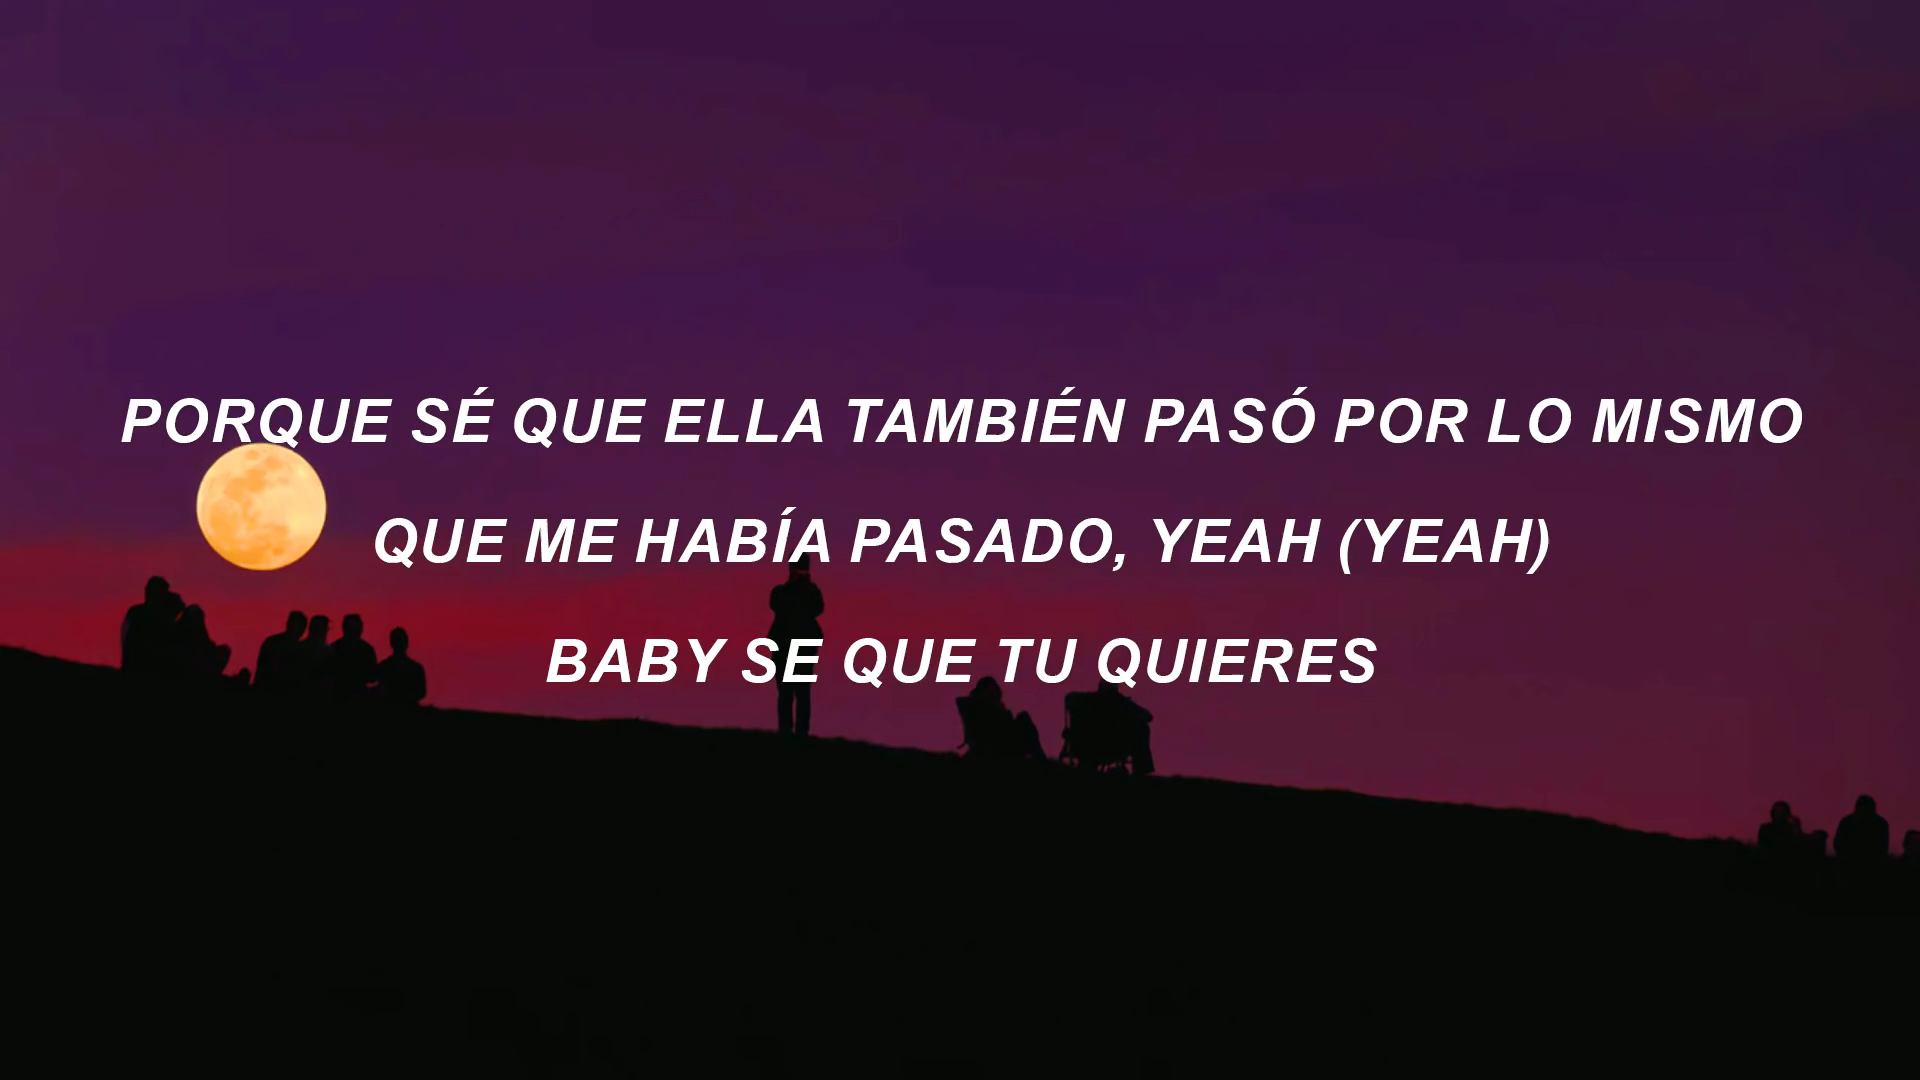 PORQUE SÉ QUE ELLA TAMBIÉN PASÓ POR LO MISMO
QUE ME HABÍA PASADO, YEAH (YEAH)
BABY SE QUE TU QUIERES